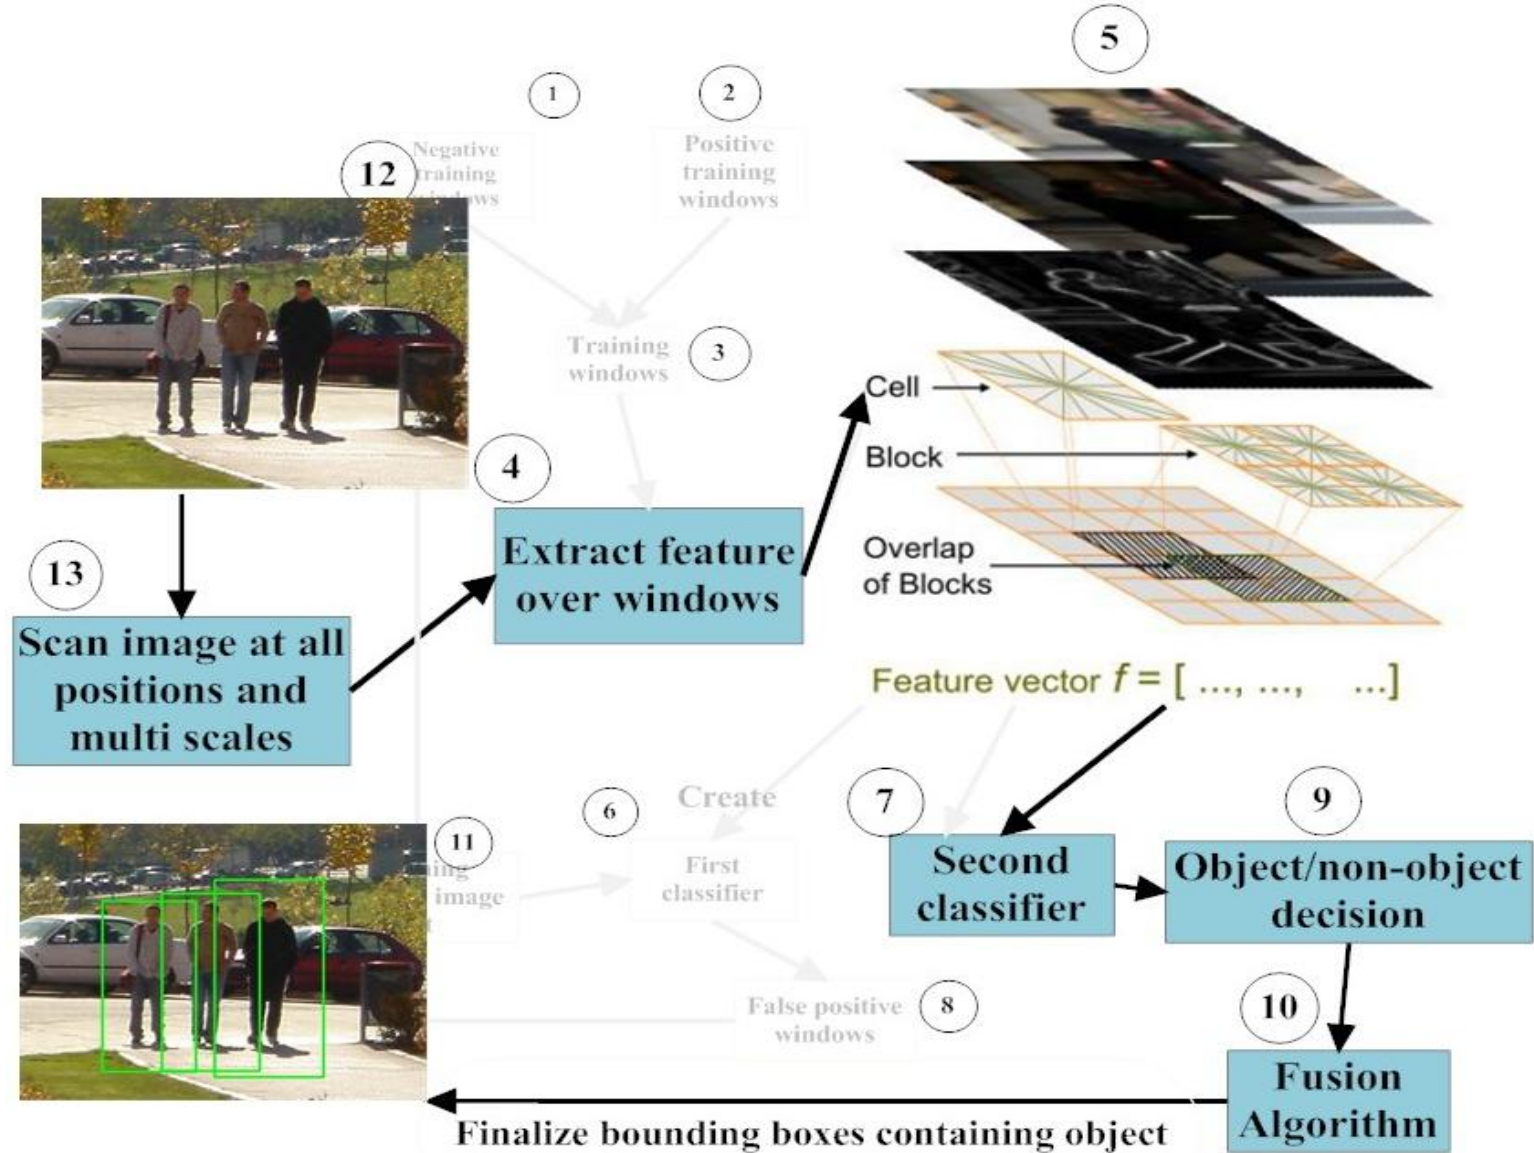 5
1
2
12
Negative
training
windows
Positive
training
windows
Training
windows
3
Cell
4
Block
Extract feature
over windows
Overlap
of Blocks
13
Scan image at all
positions and
multi scales
Feature vector f = [ ..., ..., ...]
Create
6
7
9
11
image
First
classifier
Second
classifier
Object/non-object
decision
False positive
windows
8
10
Fusion
Algorithm
Finalize bounding boxes containing object